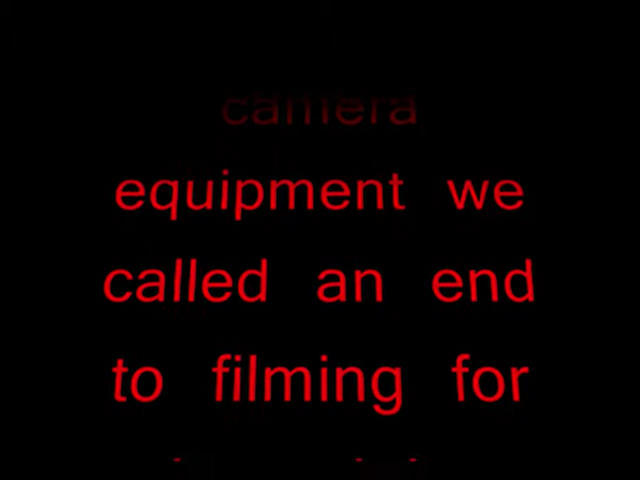 camera
equipment we
called an end
to filming for